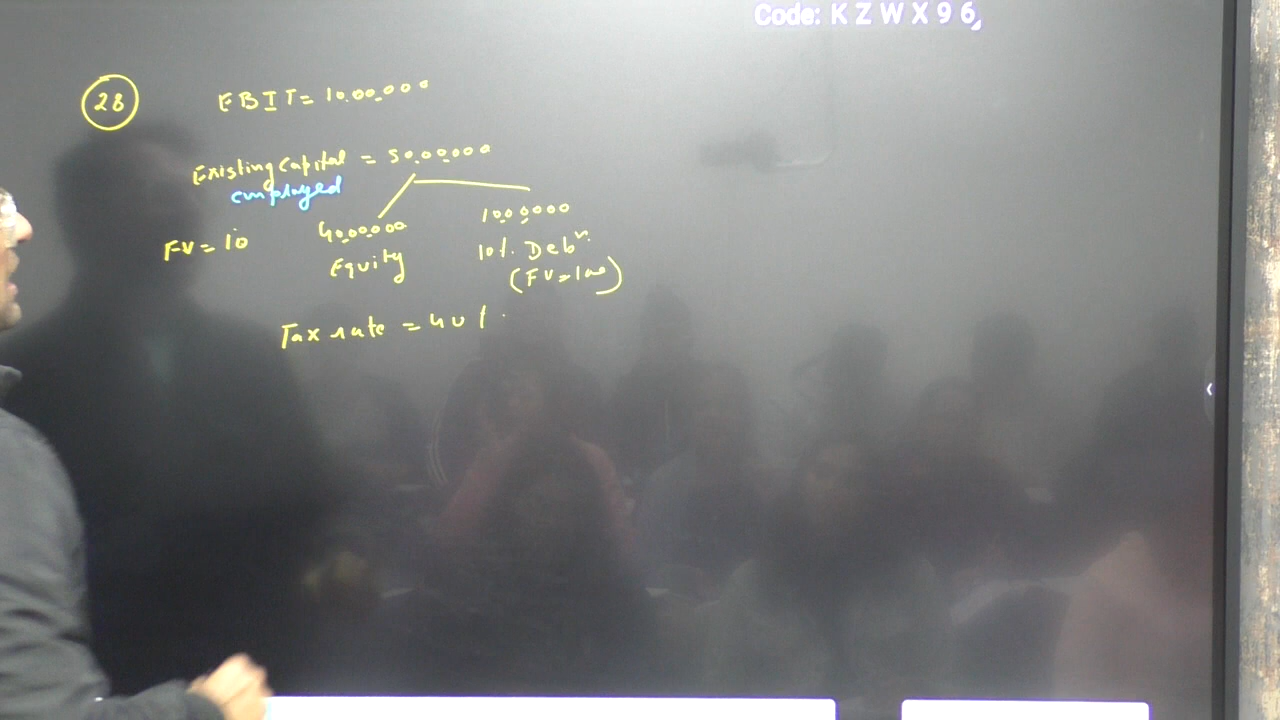 Code: K Z W X 9 6,
28
EBIT = 10,00,000
Existing Capital = 50,00,000
employed
FV = 10
40,00,000
10,00,000
Equity
10% Debn.
(FV=100)
Tax rate = 40%